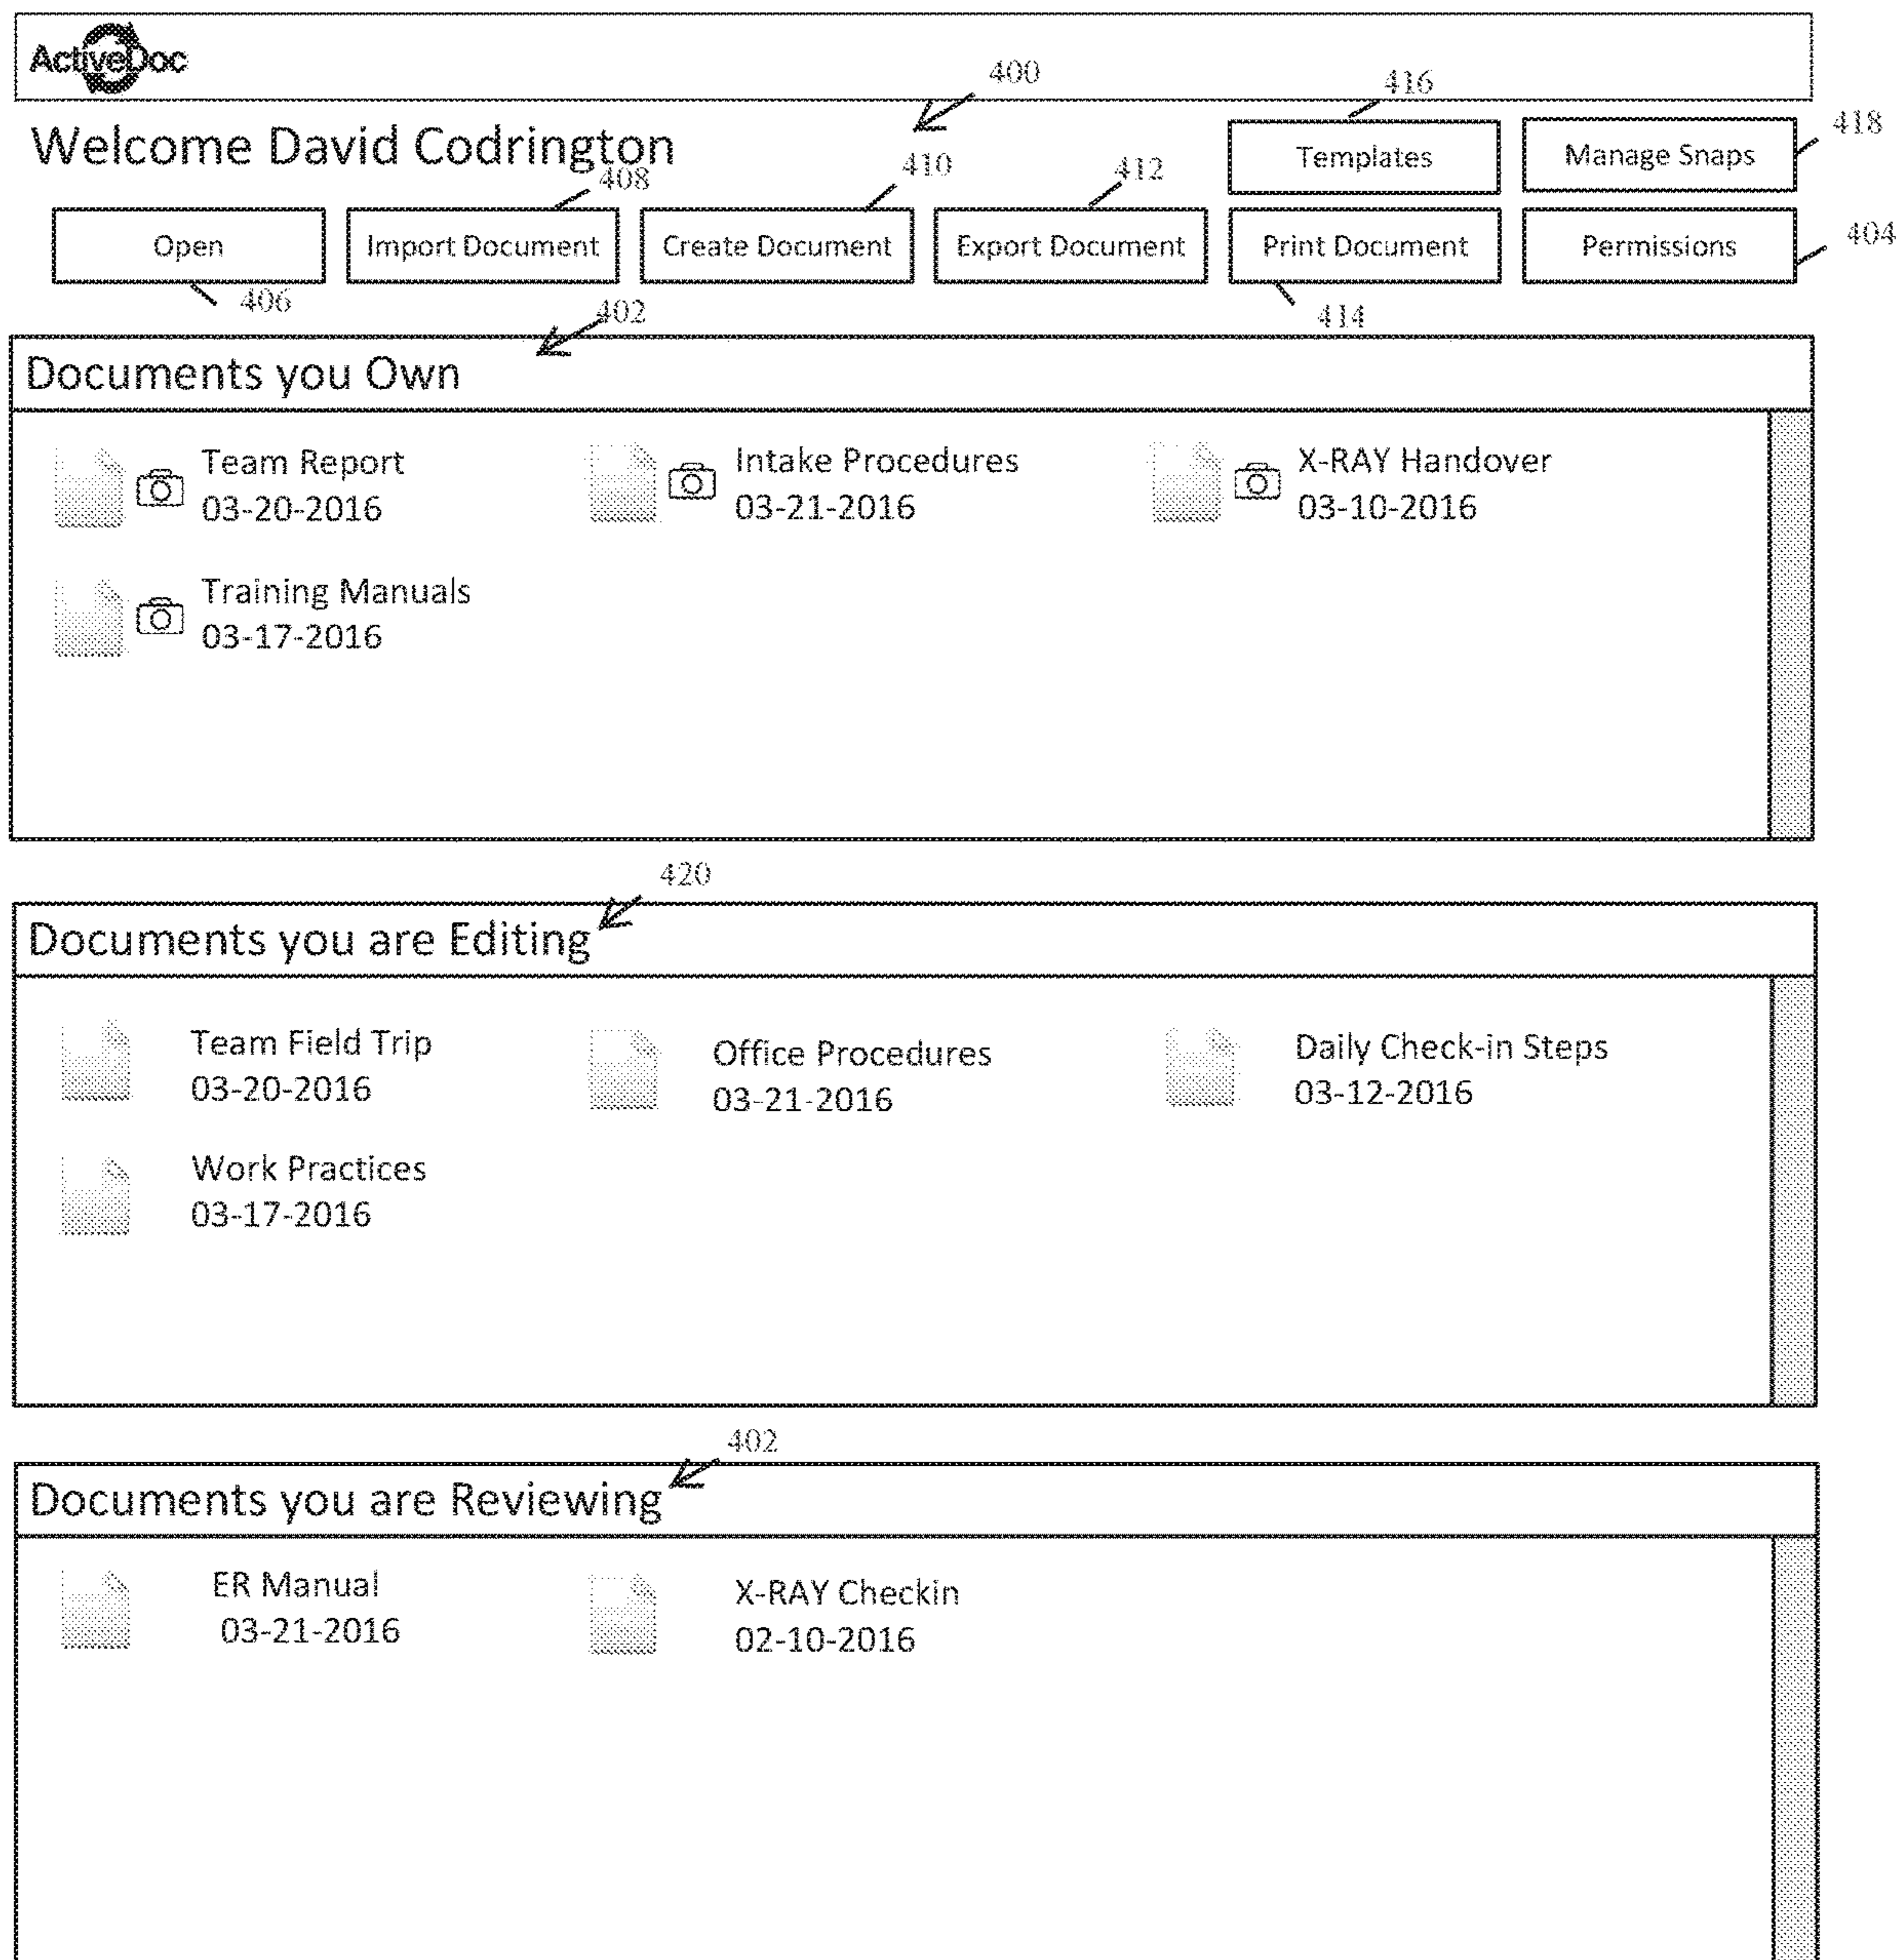 ActiveDoc
400
416
418
Welcome David Codrington
408
410
412
Templates
Manage Snaps
Open
Import Document
Create Document
Export Document
Print Document
Permissions
404
406
402
414
Documents you Own
Team Report
03-20-2016
Intake Procedures
03-21-2016
X-RAY Handover
03-10-2016
Training Manuals
03-17-2016
420
Documents you are Editing
Team Field Trip
03-20-2016
Office Procedures
03-21-2016
Daily Check-in Steps
03-12-2016
Work Practices
03-17-2016
402
Documents you are Reviewing
ER Manual
03-21-2016
X-RAY Checkin
02-10-2016